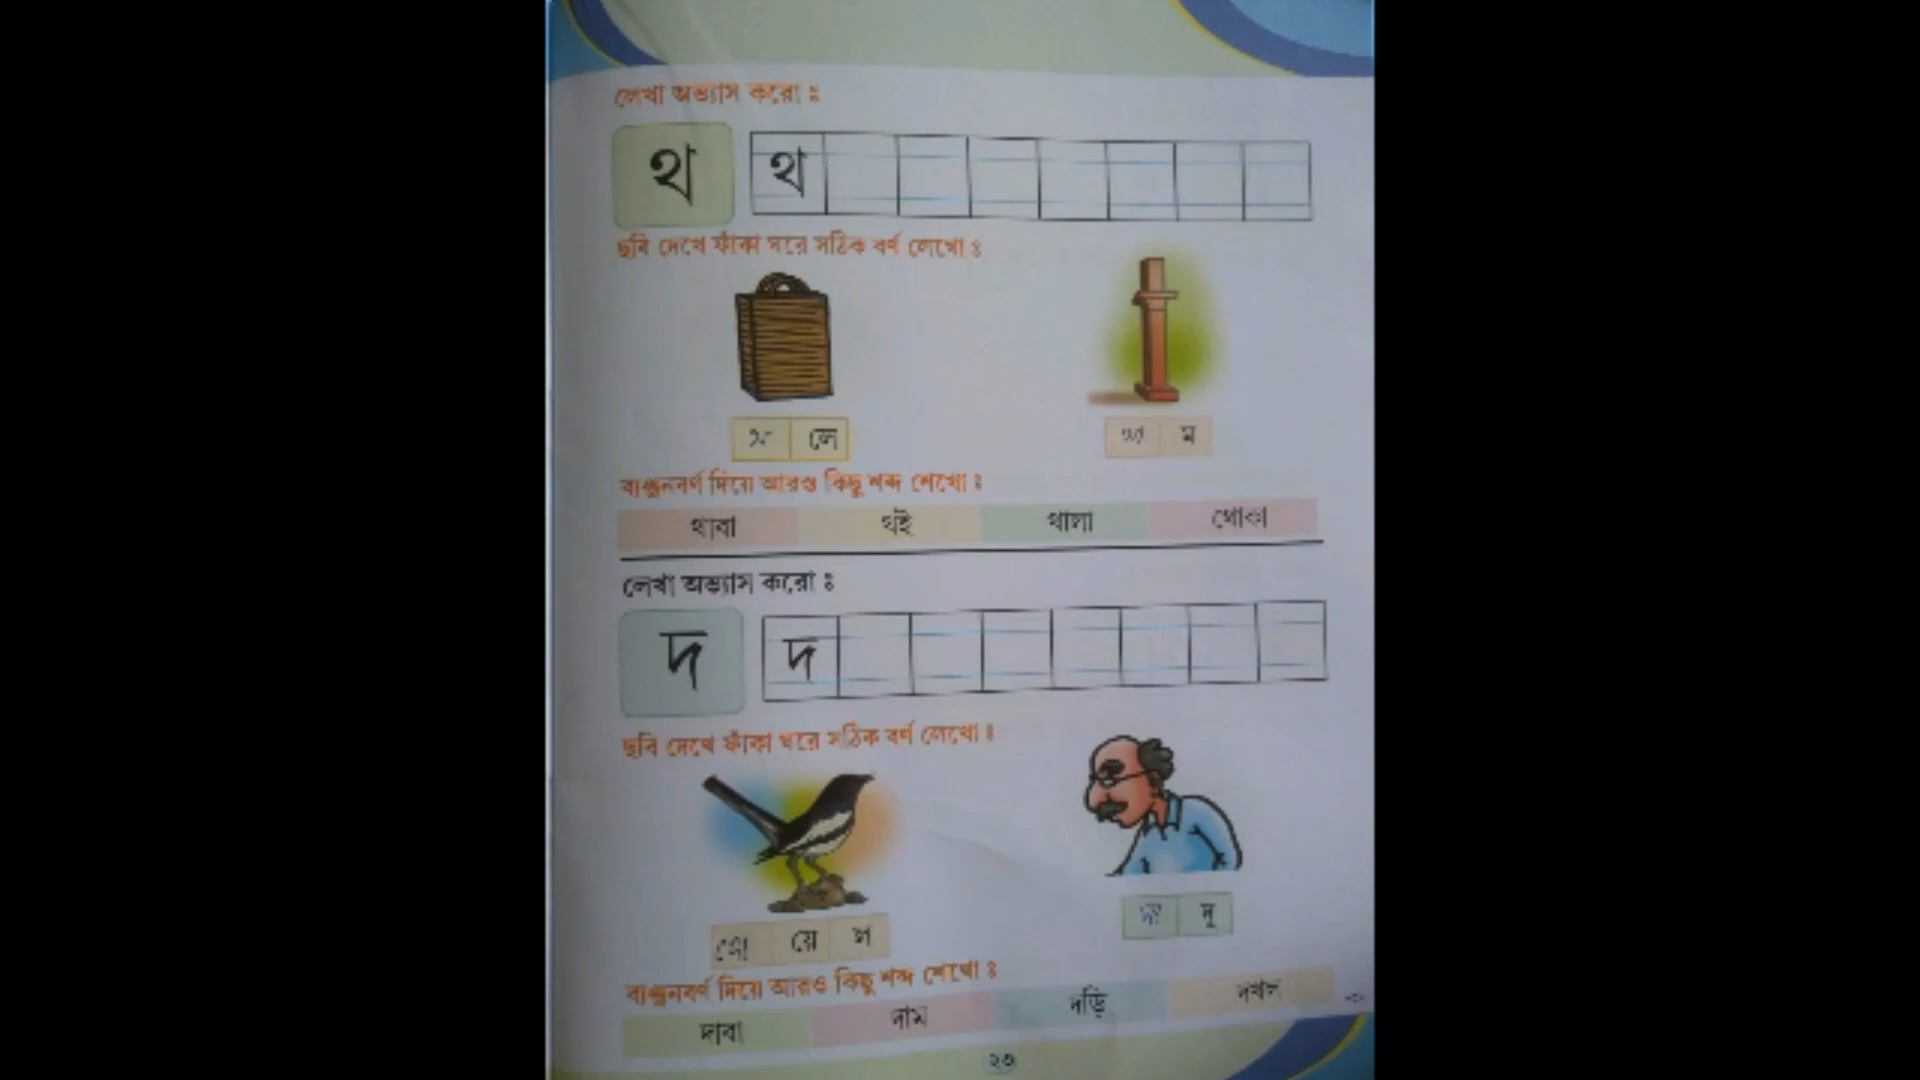 লেখা অভ্যাস করো ঃ
থ থ
ছবি দেখে ফাঁকা ঘরে সঠিক বর্ণ লেখো ঃ
লে ম
ব্যঞ্জনবর্ণ দিয়ে আরও কিছু শব্দ শেখো ঃ
থাবা থই থালা থোকা
লেখা অভ্যাস করো ঃ
দ দ
ছবি দেখে ফাঁকা ঘরে সঠিক বর্ণ লেখো ঃ
দা দু
য়ে ল
ব্যঞ্জনবর্ণ দিয়ে আরও কিছু শব্দ শেখো ঃ
দাবা দাম দড়ি দখল
২৩